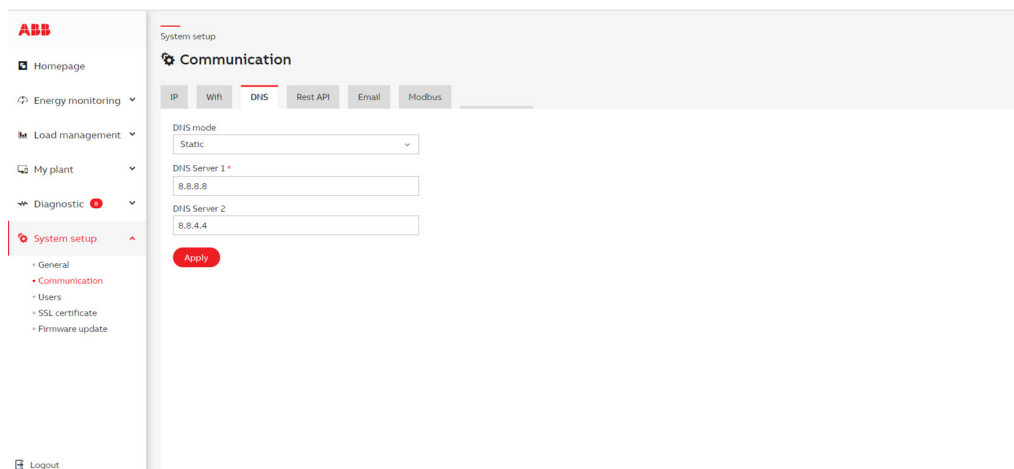 ABB
Homepage
Energy monitoring
Load management
My plant
Diagnostic 8
System setup
General
Communication
Users
SSL certificate
Firmware update
Logout
System setup
Communication
IP Wifi DNS Rest API Email Modbus
DNS mode
Static
DNS Server 1 *
8.8.8.8
DNS Server 2
8.8.4.4
Apply